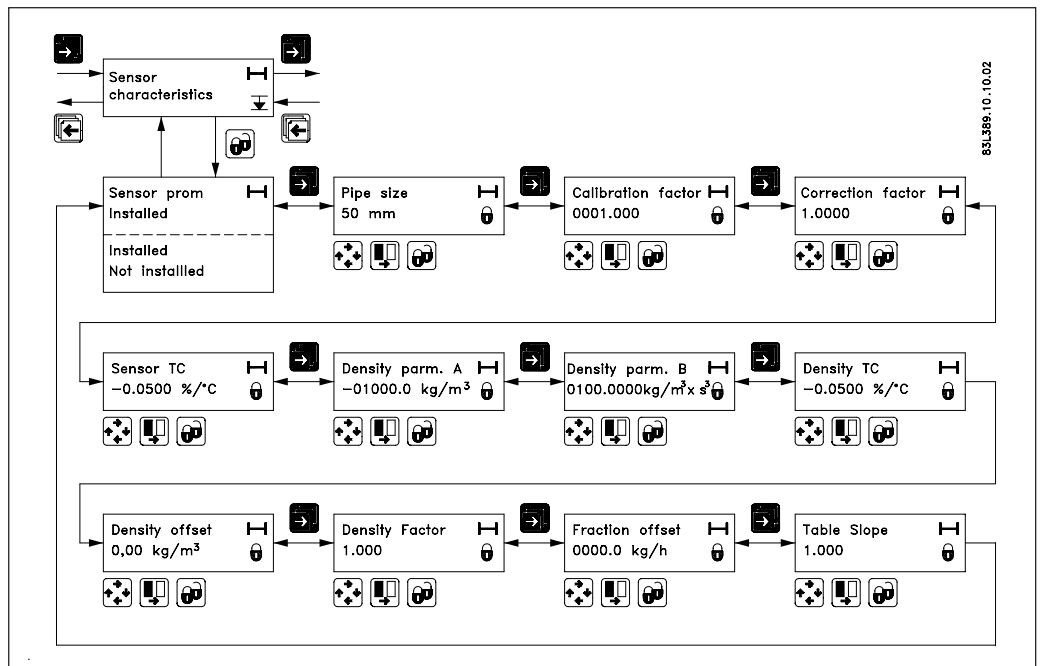 Sensor
characteristics
83L389.10.10.02
Sensor prom
Installed
Installed
Not installled
Pipe size
50 mm
Calibration factor
0001.000
Correction factor
1.0000
Sensor TC
−0.0500 %/°C
Density parm. A
−01000.0 kg/m³
Density parm. B
0100.0000kg/m³x s³
Density TC
−0.0500 %/°C
Density offset
0,00 kg/m³
Density Factor
1.000
Fraction offset
0000.0 kg/h
Table Slope
1.000